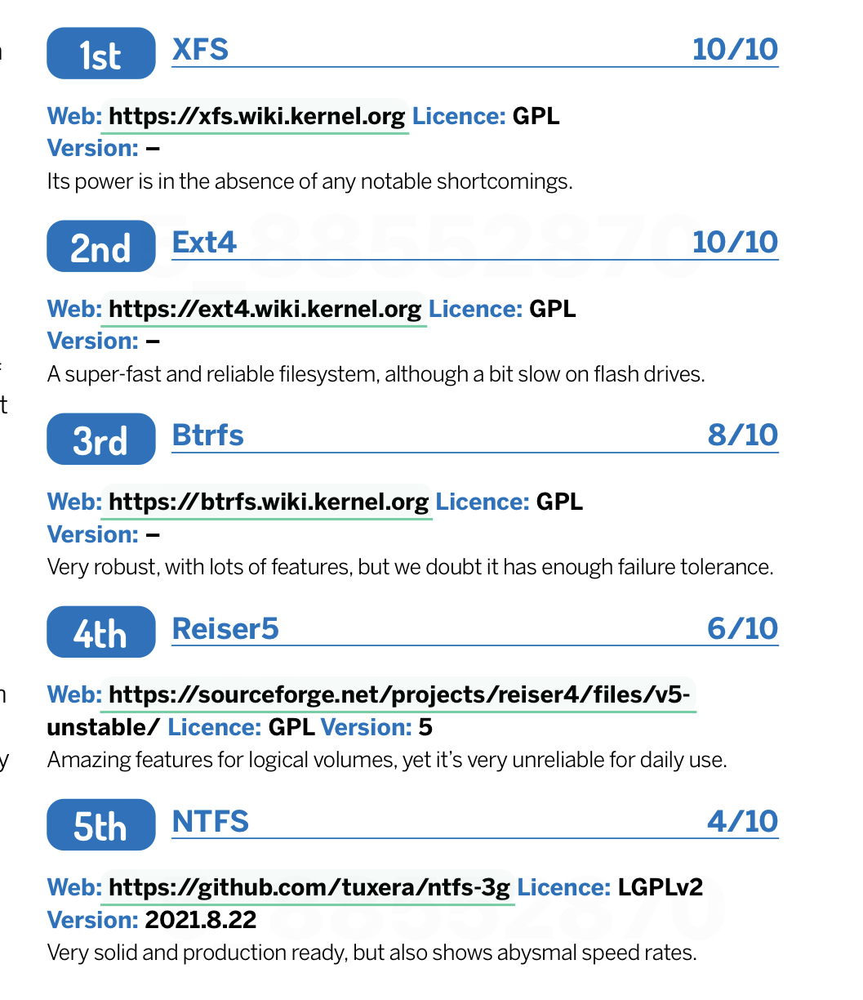 1st XFS 10/10
Web: https://xfs.wiki.kernel.org Licence: GPL
Version: –
Its power is in the absence of any notable shortcomings.
2nd Ext4 10/10
Web: https://ext4.wiki.kernel.org Licence: GPL
Version: –
A super-fast and reliable filesystem, although a bit slow on flash drives.
3rd Btrfs 8/10
Web: https://btrfs.wiki.kernel.org Licence: GPL
Version: –
Very robust, with lots of features, but we doubt it has enough failure tolerance.
4th Reiser5 6/10
Web: https://sourceforge.net/projects/reiser4/files/v5-
unstable/ Licence: GPL Version: 5
Amazing features for logical volumes, yet it’s very unreliable for daily use.
5th NTFS 4/10
Web: https://github.com/tuxera/ntfs-3g Licence: LGPLv2
Version: 2021.8.22
Very solid and production ready, but also shows abysmal speed rates.